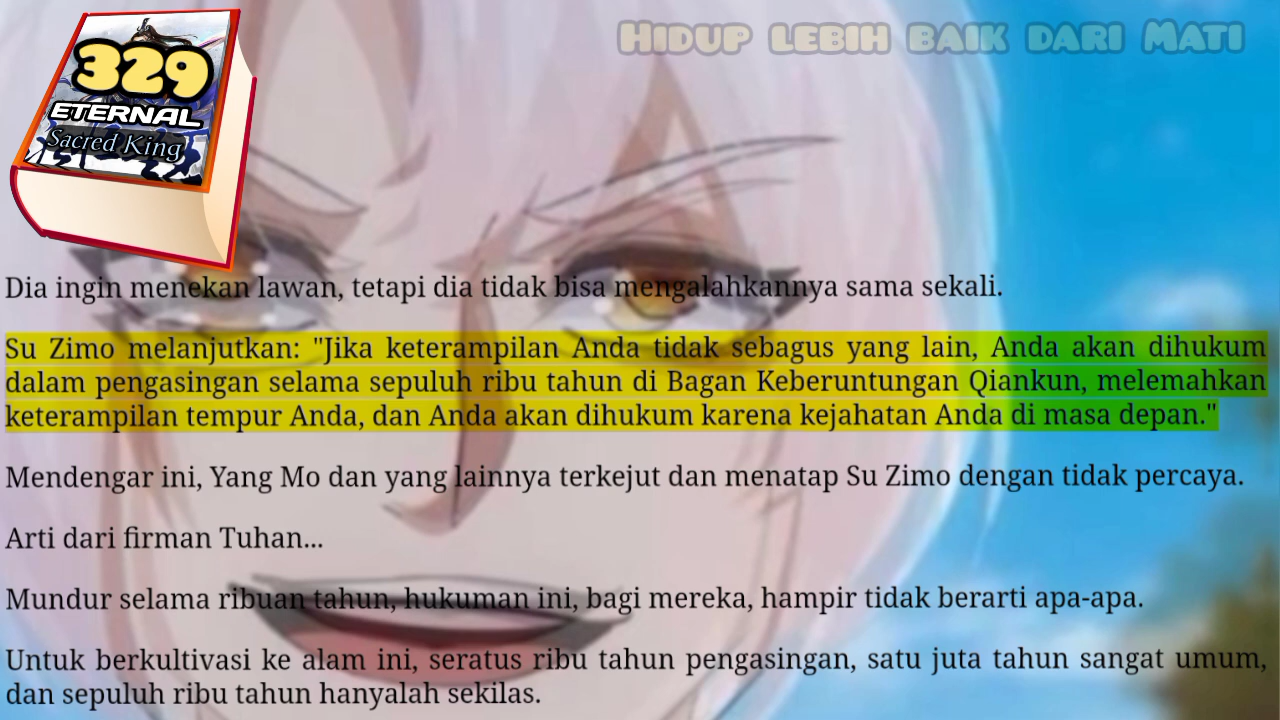 329
ETERNAL
Sacred King
Hidup lebih baik dari Mati
Dia ingin menekan lawan, tetapi dia tidak bisa mengalahkannya sama sekali.
Su Zimo melanjutkan: "Jika keterampilan Anda tidak sebagus yang lain, Anda akan dihukum
dalam pengasingan selama sepuluh ribu tahun di Bagan Keberuntungan Qiankun, melemahkan
keterampilan tempur Anda, dan Anda akan dihukum karena kejahatan Anda di masa depan."
Mendengar ini, Yang Mo dan yang lainnya terkejut dan menatap Su Zimo dengan tidak percaya.
Arti dari firman Tuhan...
Mundur selama ribuan tahun, hukuman ini, bagi mereka, hampir tidak berarti apa-apa.
Untuk berkultivasi ke alam ini, seratus ribu tahun pengasingan, satu juta tahun sangat umum,
dan sepuluh ribu tahun hanyalah sekilas.